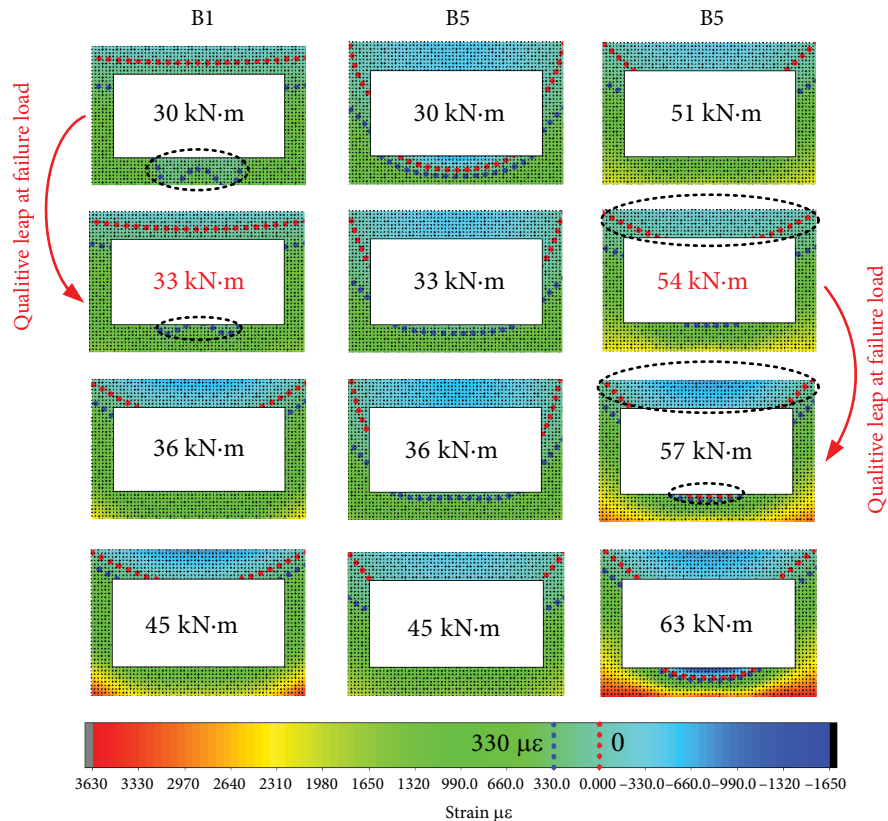 B1 B5 B5
30 kN·m 30 kN·m 51 kN·m
Qualitive leap at failure load
33 kN·m 33 kN·m 54 kN·m
36 kN·m 36 kN·m 57 kN·m
Qualitive leap at failure load
45 kN·m 45 kN·m 63 kN·m
330 με 0
3630 3330 2970 2640 2310 1980 1650 1320 990.0 660.0 330.0 0.000 −330.0 −660.0 −990.0 −1320 −1650
Strain με